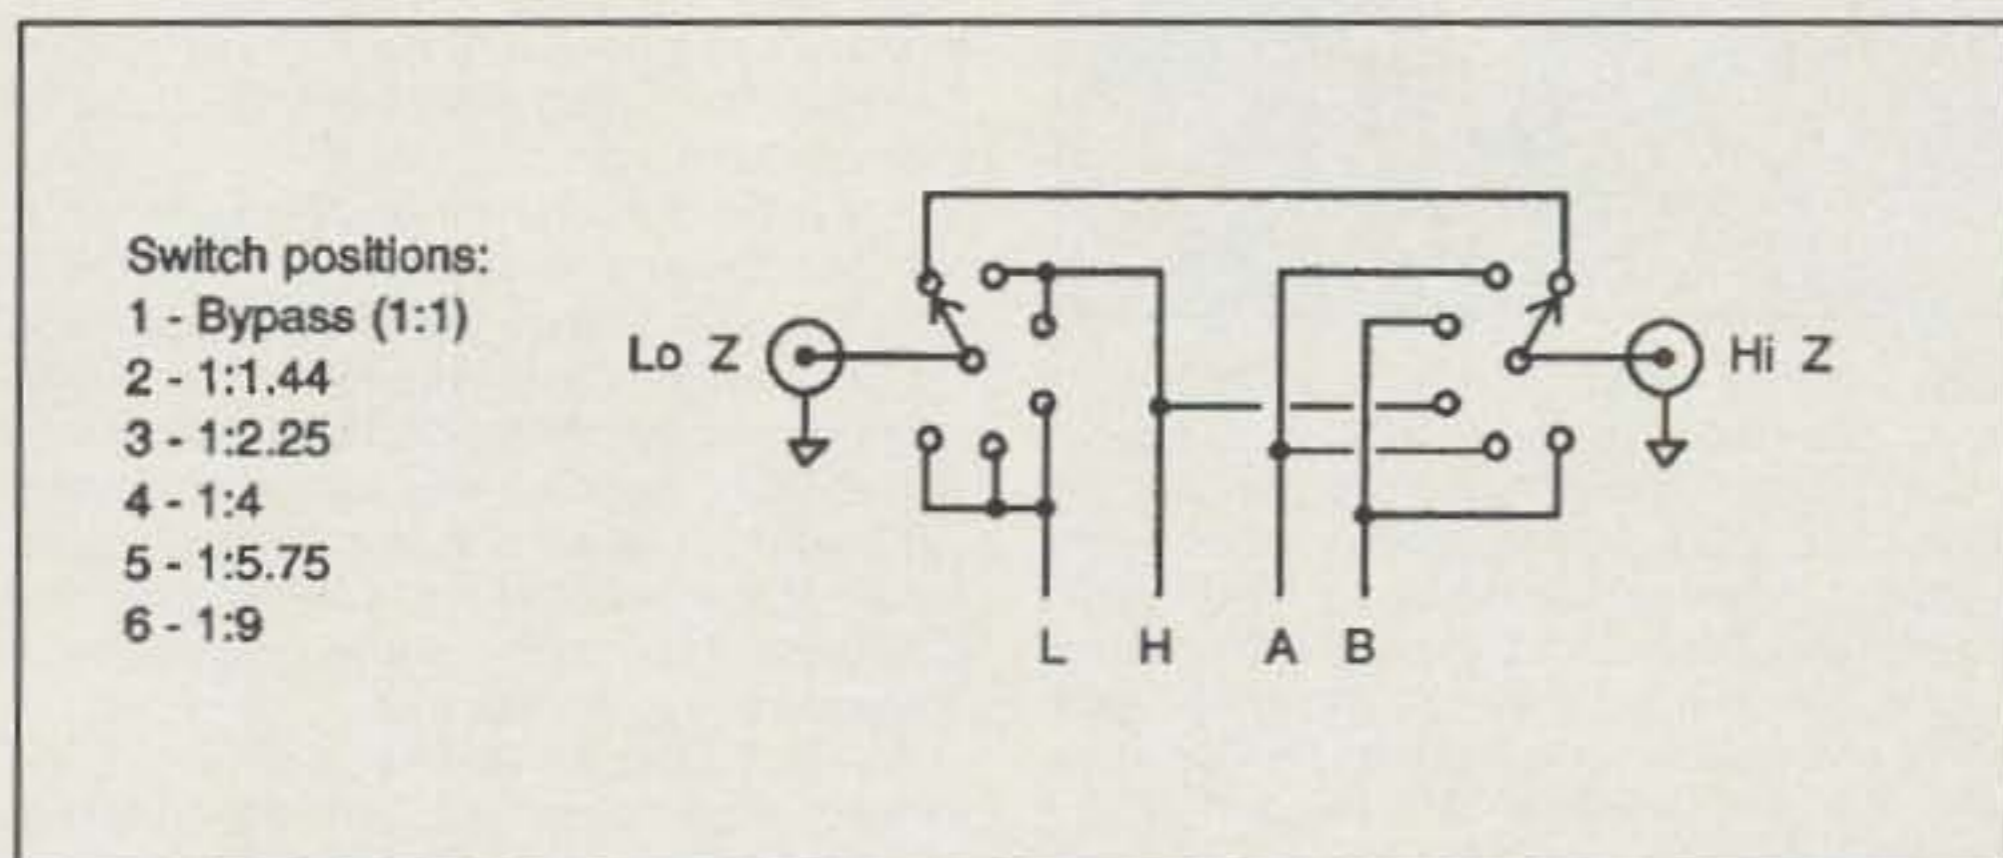 Switch positions:
1 - Bypass (1:1)
2 - 1:1.44
3 - 1:2.25
4 - 1:4
5 - 1:5.75
6 - 1:9
Lo Z
Hi Z
L H A B